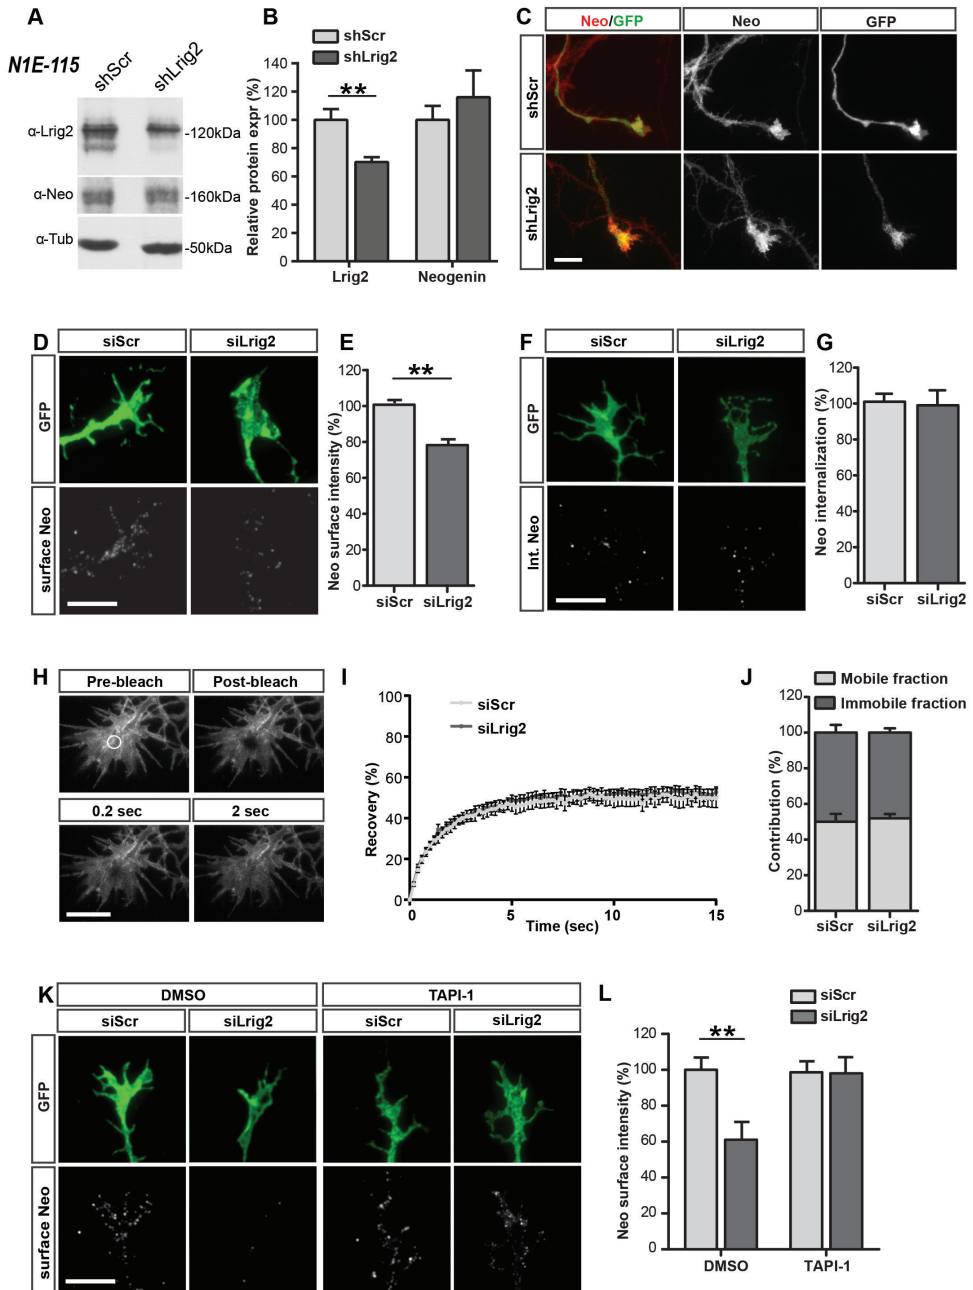 A
N1E-115
shScr
shLrig2
α-Lrig2
-120kDa
α-Neo
-160kDa
α-Tub
-50kDa
B
shScr
shLrig2
Relative protein expr (%)
140
120
100
80
60
40
20
0
**
Lrig2
Neogenin
C
Neo/GFP
Neo
GFP
shScr
shLrig2
D
siScr
siLrig2
GFP
surface Neo
E
Neo surface intensity (%)
120
100
80
60
40
20
0
**
siScr
siLrig2
F
siScr
siLrig2
GFP
Int. Neo
G
Neo internalization (%)
120
100
80
60
40
20
0
siScr
siLrig2
H
Pre-bleach
Post-bleach
0.2 sec
2 sec
I
siScr
siLrig2
Recovery (%)
100
80
60
40
20
0
0
5
10
15
Time (sec)
J
Mobile fraction
Immobile fraction
Contribution (%)
120
100
80
60
40
20
0
siScr
siLrig2
K
DMSO
TAPI-1
siScr
siLrig2
siScr
siLrig2
GFP
surface Neo
L
siScr
siLrig2
Neo surface intensity (%)
120
100
80
60
40
20
0
**
DMSO
TAPI-1